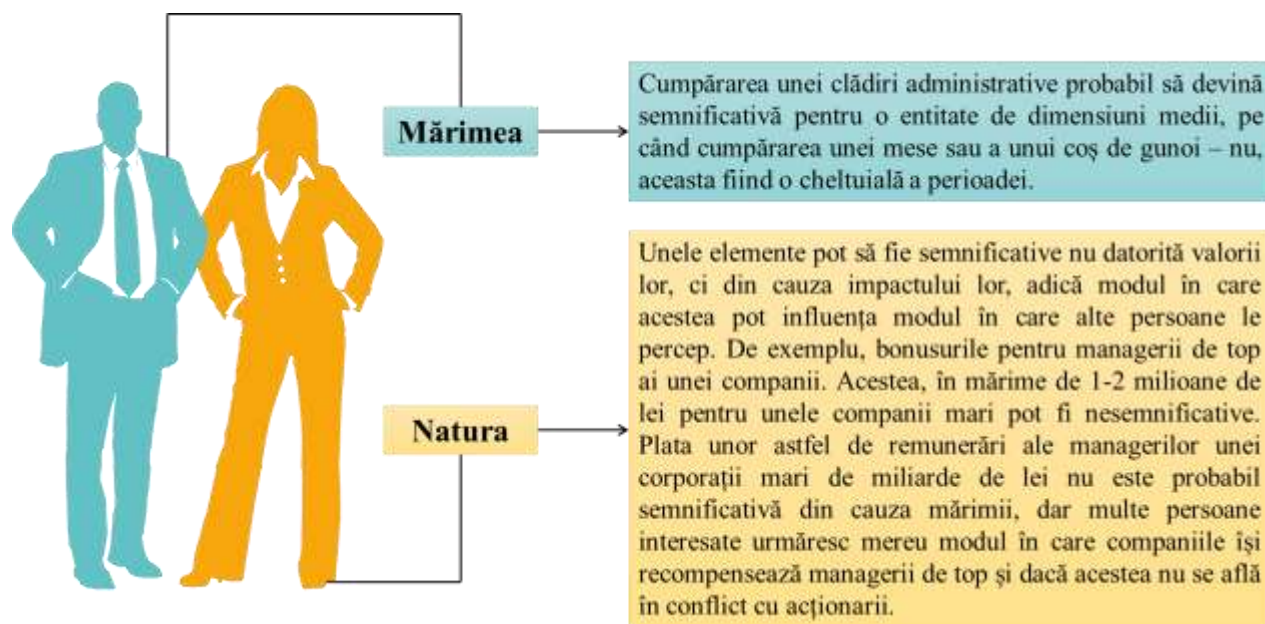 Mărimea
Cumpărarea unei clădiri administrative probabil să devină
semnificativă pentru o entitate de dimensiuni medii, pe
când cumpărarea unei mese sau a unui coș de gunoi – nu,
aceasta fiind o cheltuială a perioadei.
Natura
Unele elemente pot să fie semnificative nu datorită valorii
lor, ci din cauza impactului lor, adică modul în care
acestea pot influența modul în care alte persoane le
percep. De exemplu, bonusurile pentru managerii de top
ai unei companii. Acestea, în mărime de 1-2 milioane de
lei pentru unele companii mari pot fi nesemnificative.
Plata unor astfel de remunerări ale managerilor unei
corporații mari de miliarde de lei nu este probabil
semnificativă din cauza mărimii, dar multe persoane
interesate urmăresc mereu modul în care companiile își
recompensează managerii de top și dacă acestea nu se află
în conflict cu acționarii.